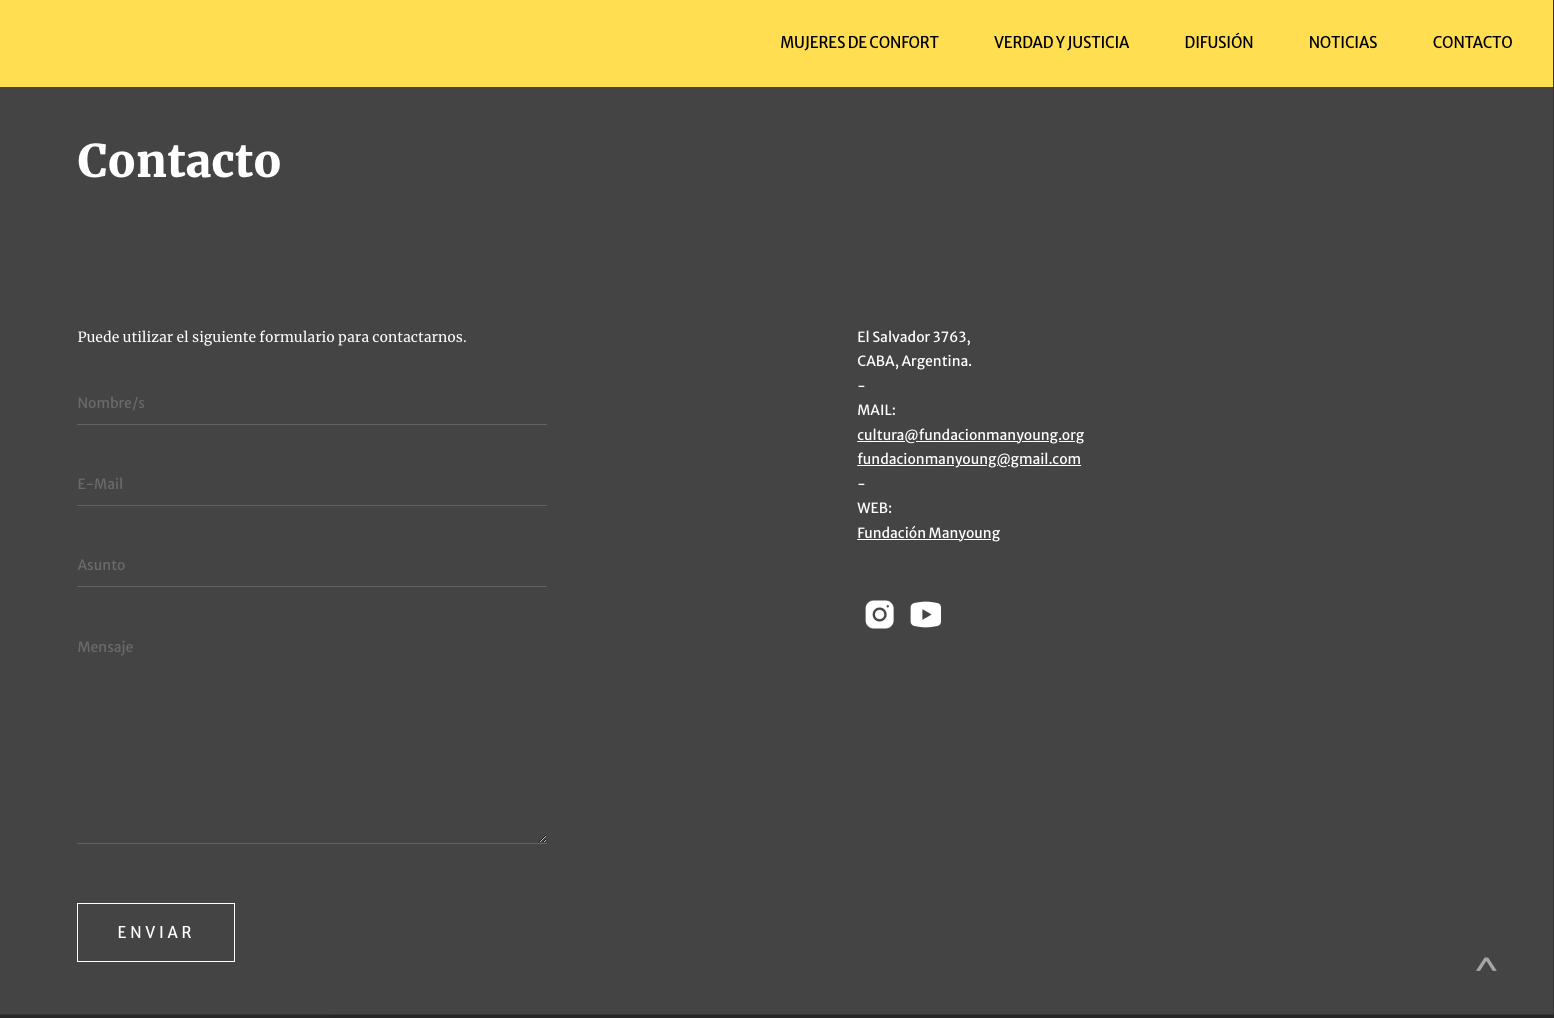 MUJERES DE CONFORT
VERDAD Y JUSTICIA
DIFUSIÓN
NOTICIAS
CONTACTO
Contacto
Puede utilizar el siguiente formulario para contactarnos.
Nombre/s
E-Mail
Asunto
Mensaje
ENVIAR
El Salvador 3763,
CABA, Argentina.
-
MAIL:
cultura@fundacionmanyoung.org
fundacionmanyoung@gmail.com
-
WEB:
Fundación Manyoung